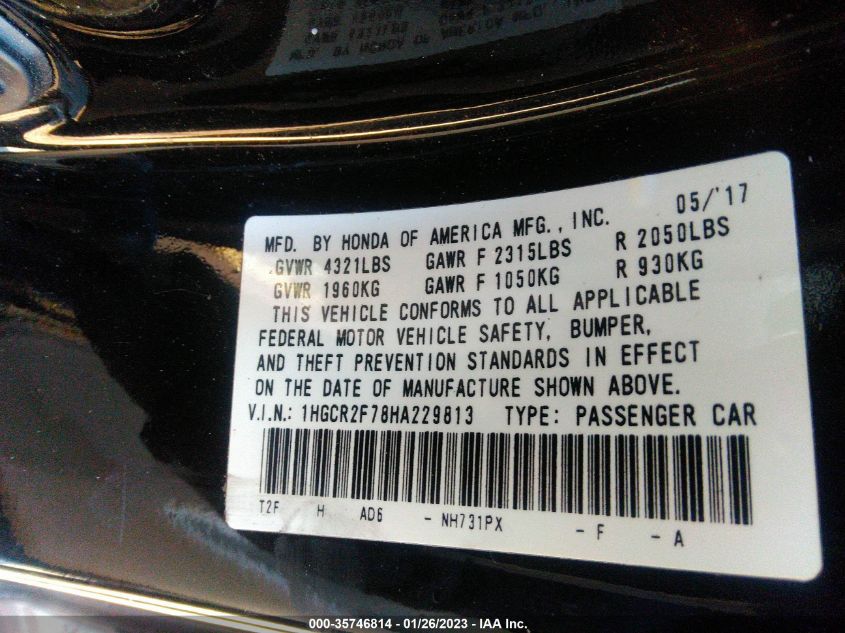 05/'17
MFD. BY HONDA OF AMERICA MFG., INC.
GVWR 4321LBS GAWR F 2315LBS R 2050LBS
GVWR 1960KG GAWR F 1050KG R 930KG
THIS VEHICLE CONFORMS TO ALL APPLICABLE
FEDERAL MOTOR VEHICLE SAFETY, BUMPER,
AND THEFT PREVENTION STANDARDS IN EFFECT
ON THE DATE OF MANUFACTURE SHOWN ABOVE.
V.I.N.: 1HGCR2F78HA229813 TYPE: PASSENGER CAR
T2F H AD6 - NH731PX - F - A
000-35746814 / 01/26/2023 - IAA Inc.